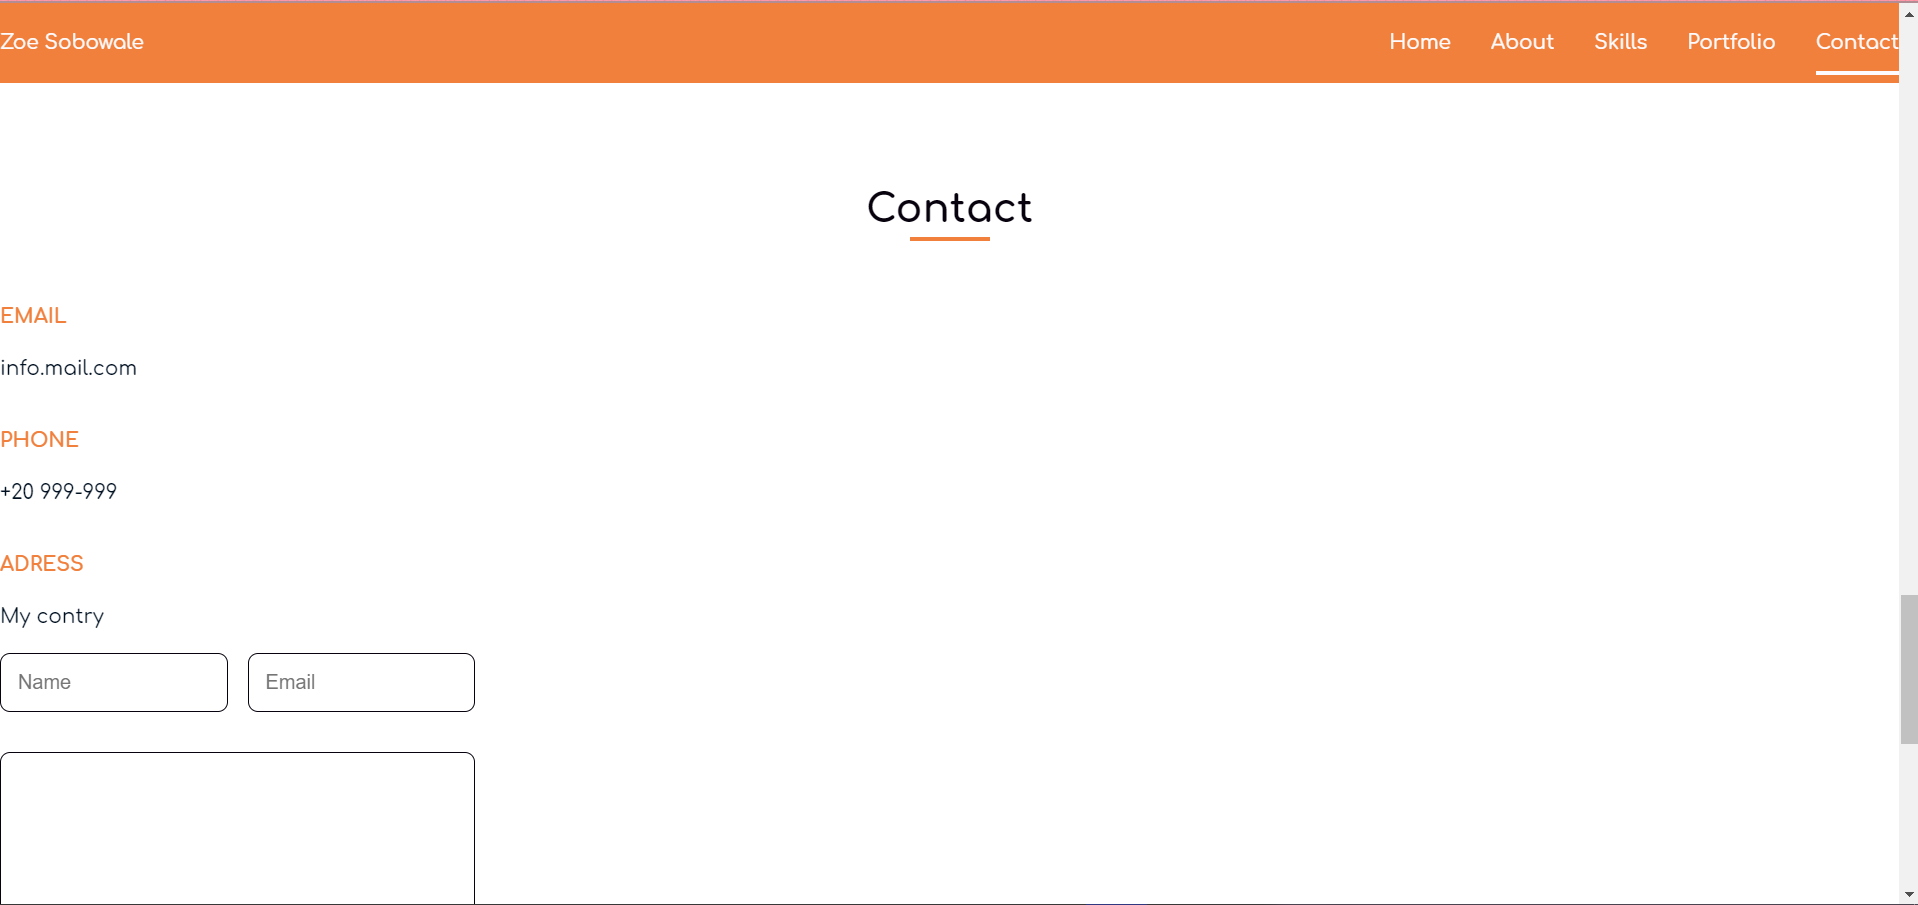 Zoe Sobowale Home About Skills Portfolio Contact
Contact
EMAIL
info.mail.com
PHONE
+20 999-999
ADRESS
My contry
Name Email